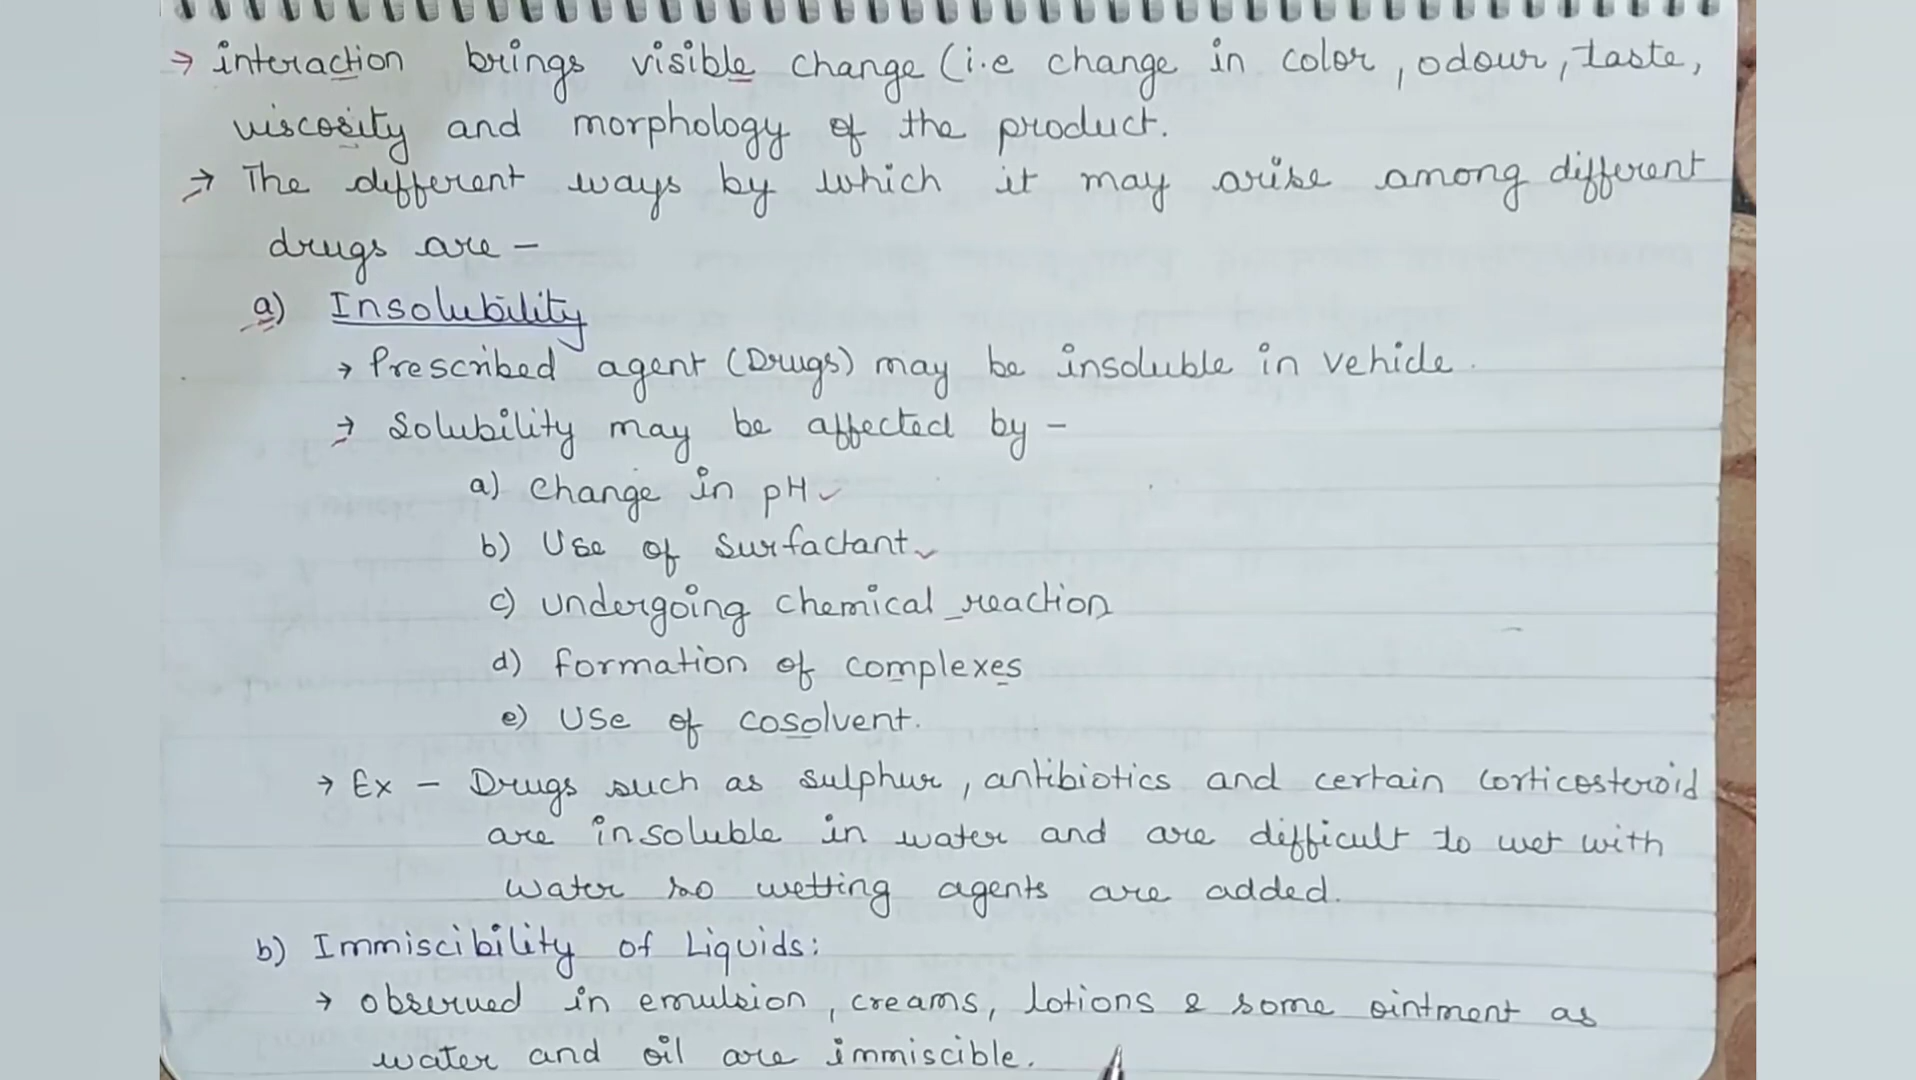 → interaction brings visible change (i.e change in color, odour, taste,
viscosity and morphology of the product.
→ The different ways by which it may arise among different
drugs are -
a) Insolubility
→ Prescribed agent (Drugs) may be insoluble in vehicle.
→ Solubility may be affected by -
a) change in pH
b) Use of surfactant
c) undergoing chemical reaction
d) formation of complexes
e) Use of cosolvent.
→ Ex - Drugs such as sulphur, antibiotics and certain corticosteroid
are insoluble in water and are difficult to wet with
water so wetting agents are added.
b) Immiscibility of Liquids:
→ observed in emulsion, creams, lotions & some ointment as
water and oil are immiscible.